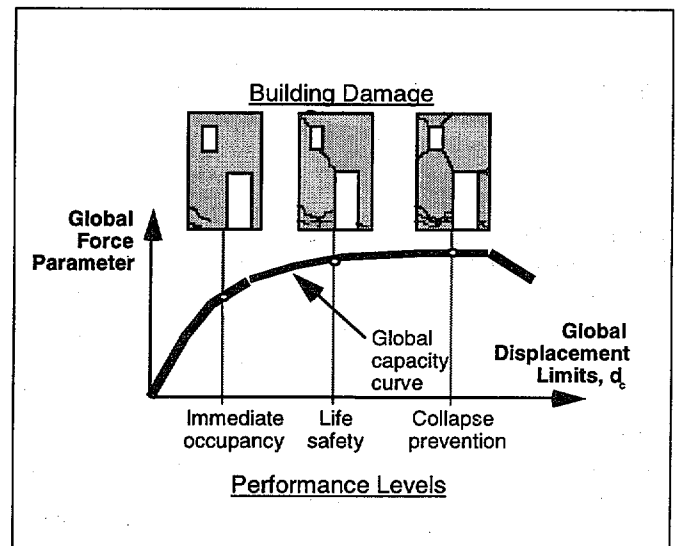 Building Damage
Global
Force
Parameter
Global
capacity
curve
Global
Displacement
Limits, dc
Immediate
occupancy
Life
safety
Collapse
prevention
Performance Levels